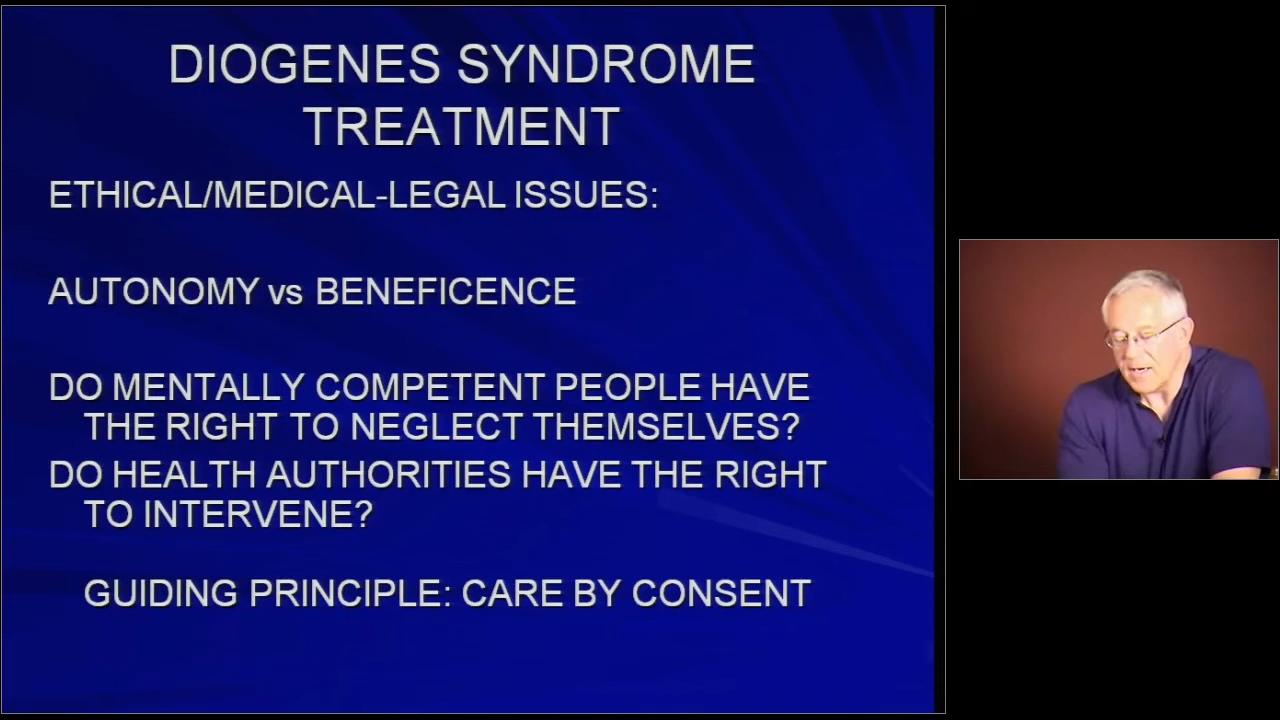 DIOGENES SYNDROME
TREATMENT
ETHICAL/MEDICAL-LEGAL ISSUES:
AUTONOMY vs BENEFICENCE
DO MENTALLY COMPETENT PEOPLE HAVE
THE RIGHT TO NEGLECT THEMSELVES?
DO HEALTH AUTHORITIES HAVE THE RIGHT
TO INTERVENE?
GUIDING PRINCIPLE: CARE BY CONSENT